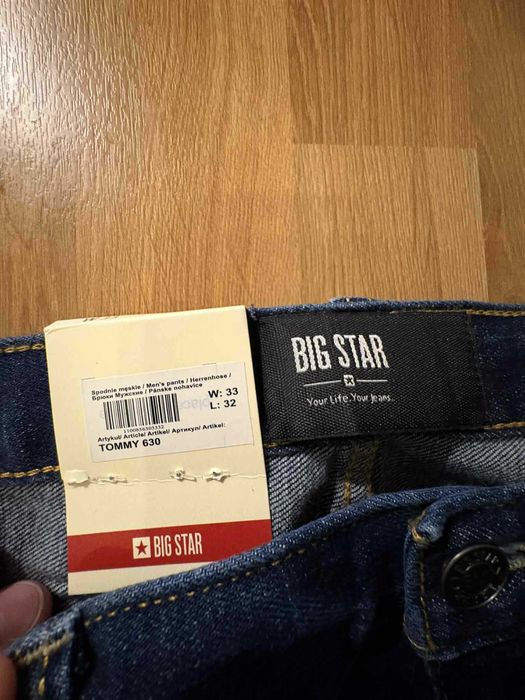 BIG STAR
Your Life. Your Jeans.
Spodnie męskie / Men's pants / Herrenhose /
Брюки Мужские / Pánske nohavice
W: 33
L: 32
Artykuł/ Article/ Artikel/ Артикул/ Artikel:
TOMMY 630
BIG STAR